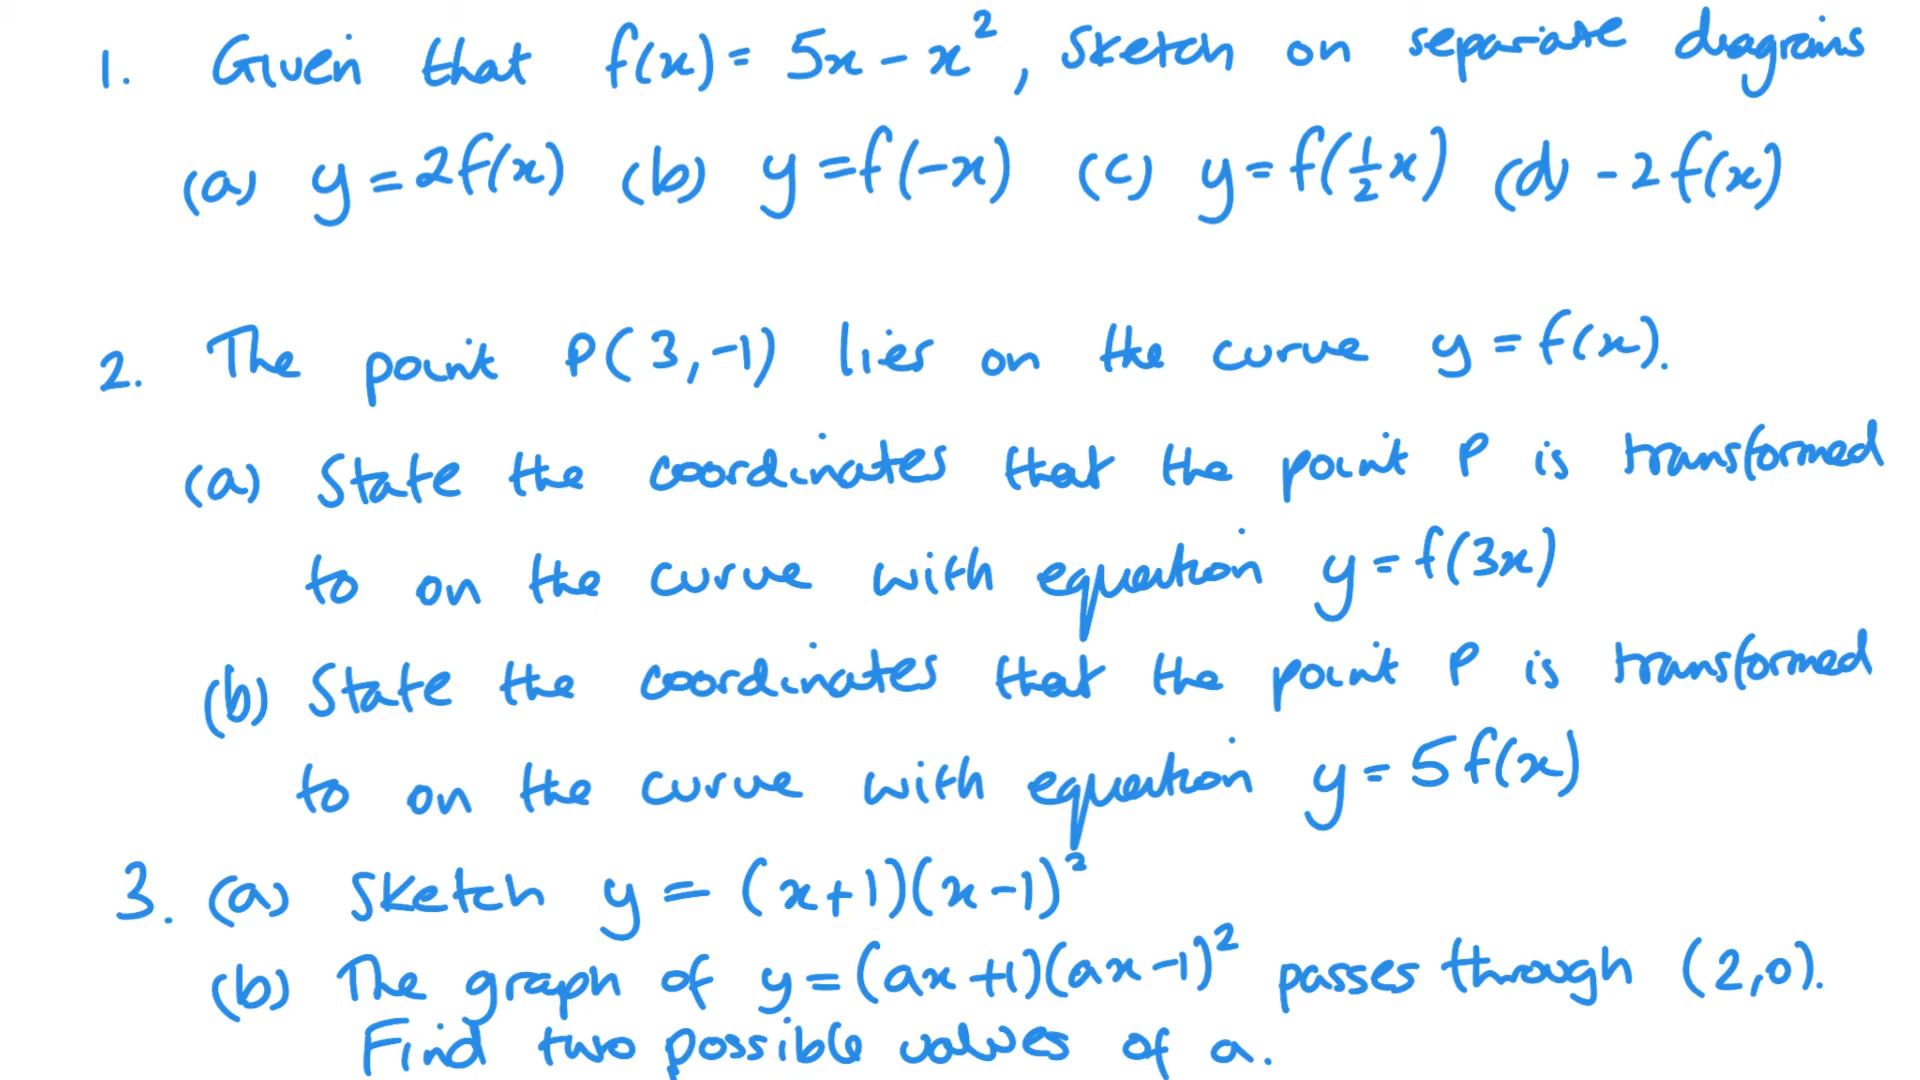 1. Given that f(x) = 5x - x², sketch on separate diagrams
(a) y = 2f(x) (b) y = f(-x) (c) y = f(½x) (d) -2f(x)
2. The point P(3,-1) lies on the curve y = f(x).
(a) State the coordinates that the point P is transformed
to on the curve with equation y = f(3x)
(b) State the coordinates that the point P is transformed
to on the curve with equation y = 5f(x)
3. (a) Sketch y = (x+1)(x-1)²
(b) The graph of y = (ax+1)(ax-1)² passes through (2,0).
Find two possible values of a.